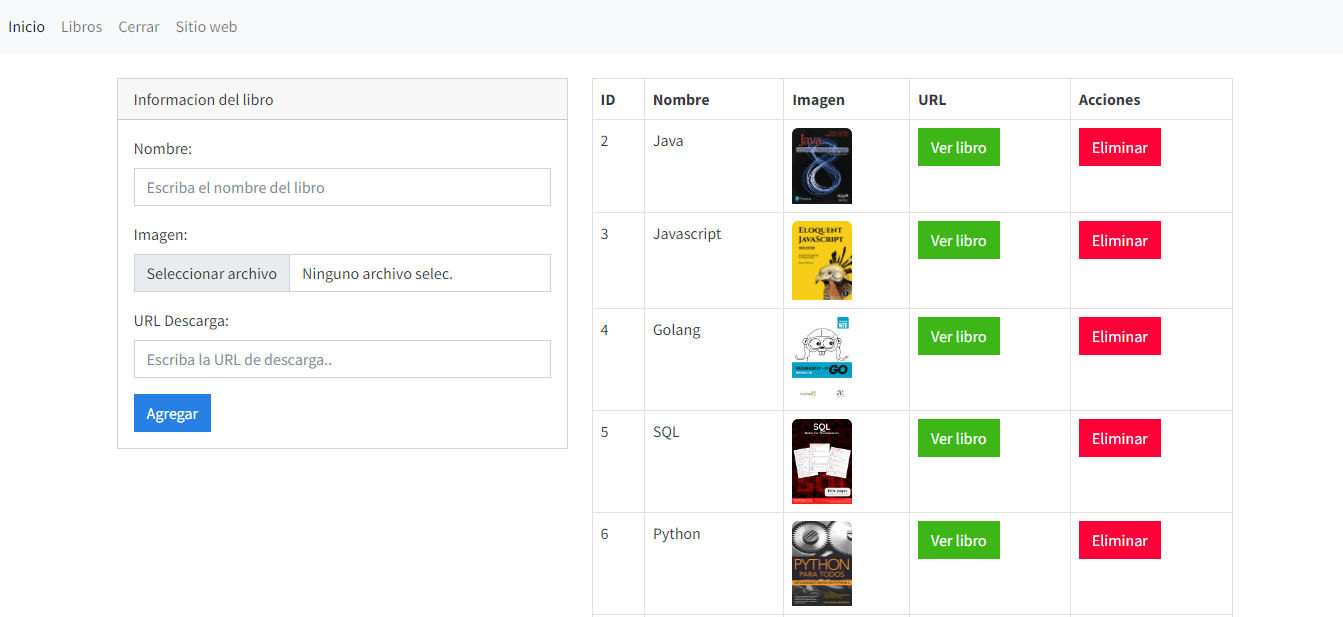 Inicio Libros Cerrar Sitio web
Informacion del libro
Nombre:
Escriba el nombre del libro
Imagen:
Seleccionar archivo Ninguno archivo selec.
URL Descarga:
Escriba la URL de descarga..
Agregar
ID Nombre Imagen URL Acciones
2 Java Ver libro Eliminar
Java
8
3 Javascript Ver libro Eliminar
ELOQUENT
JAVASCRIPT
4 Golang Ver libro Eliminar
GO
5 SQL Ver libro Eliminar
SQL
6 Python Ver libro Eliminar
PYTHON
PARA TODOS